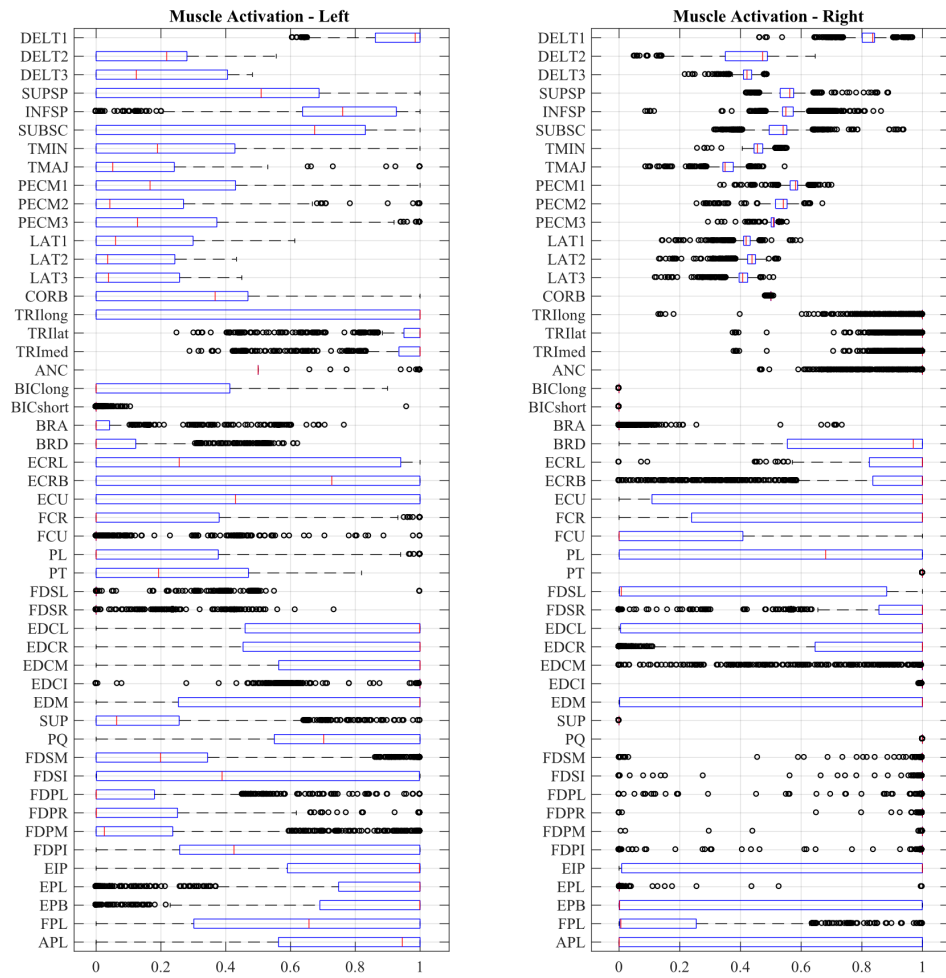 Muscle Activation - Left
DELT1
DELT2
DELT3
SUPSP
INFSP
SUBSC
TMIN
TMAJ
PECM1
PECM2
PECM3
LAT1
LAT2
LAT3
CORB
TRIlong
TRIlat
TRImed
ANC
BIClong
BICshort
BRA
BRD
ECRL
ECRB
ECU
FCR
FCU
PL
PT
FDSL
FDSR
EDCL
EDCR
EDCM
EDCI
EDM
SUP
PQ
FDSM
FDSI
FDPL
FDPR
FDPM
FDPI
EIP
EPL
EPB
FPL
APL
0 0.2 0.4 0.6 0.8 1
Muscle Activation - Right
DELT1
DELT2
DELT3
SUPSP
INFSP
SUBSC
TMIN
TMAJ
PECM1
PECM2
PECM3
LAT1
LAT2
LAT3
CORB
TRIlong
TRIlat
TRImed
ANC
BIClong
BICshort
BRA
BRD
ECRL
ECRB
ECU
FCR
FCU
PL
PT
FDSL
FDSR
EDCL
EDCR
EDCM
EDCI
EDM
SUP
PQ
FDSM
FDSI
FDPL
FDPR
FDPM
FDPI
EIP
EPL
EPB
FPL
APL
0 0.2 0.4 0.6 0.8 1